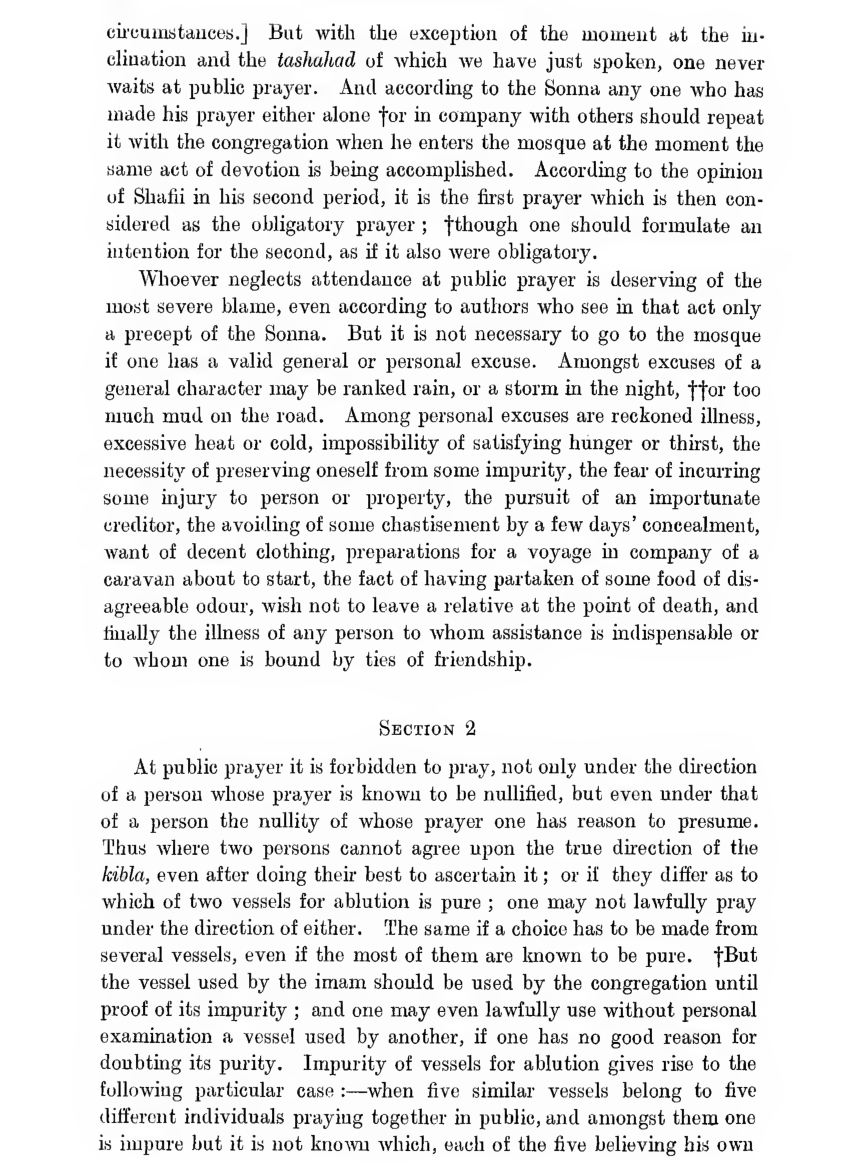 circumstances.] But with the exception of the moment at the in-
clination and the tashahad of which we have just spoken, one never
waits at public prayer. And according to the Sonna any one who has
made his prayer either alone †or in company with others should repeat
it with the congregation when he enters the mosque at the moment the
same act of devotion is being accomplished. According to the opinion
of Shafii in his second period, it is the first prayer which is then con-
sidered as the obligatory prayer ; †though one should formulate an
intention for the second, as if it also were obligatory.
Whoever neglects attendance at public prayer is deserving of the
most severe blame, even according to authors who see in that act only
a precept of the Sonna. But it is not necessary to go to the mosque
if one has a valid general or personal excuse. Amongst excuses of a
general character may be ranked rain, or a storm in the night, ††or too
much mud on the road. Among personal excuses are reckoned illness,
excessive heat or cold, impossibility of satisfying hunger or thirst, the
necessity of preserving oneself from some impurity, the fear of incurring
some injury to person or property, the pursuit of an importunate
creditor, the avoiding of some chastisement by a few days' concealment,
want of decent clothing, preparations for a voyage in company of a
caravan about to start, the fact of having partaken of some food of dis-
agreeable odour, wish not to leave a relative at the point of death, and
finally the illness of any person to whom assistance is indispensable or
to whom one is bound by ties of friendship.
SECTION 2
At public prayer it is forbidden to pray, not only under the direction
of a person whose prayer is known to be nullified, but even under that
of a person the nullity of whose prayer one has reason to presume.
Thus where two persons cannot agree upon the true direction of the
kibla, even after doing their best to ascertain it ; or if they differ as to
which of two vessels for ablution is pure ; one may not lawfully pray
under the direction of either. The same if a choice has to be made from
several vessels, even if the most of them are known to be pure. †But
the vessel used by the imam should be used by the congregation until
proof of its impurity ; and one may even lawfully use without personal
examination a vessel used by another, if one has no good reason for
doubting its purity. Impurity of vessels for ablution gives rise to the
following particular case :—when five similar vessels belong to five
different individuals praying together in public, and amongst them one
is impure but it is not known which, each of the five believing his own